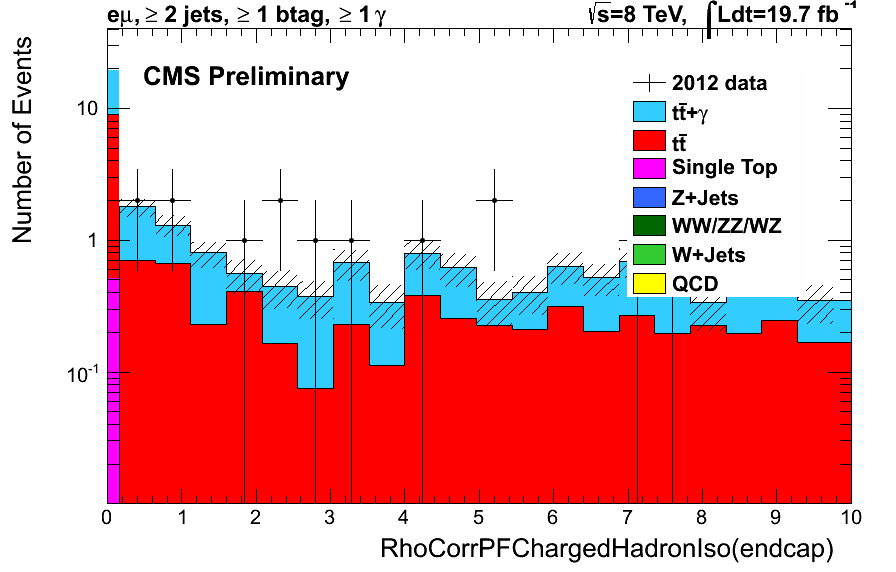 eμ, ≥ 2 jets, ≥ 1 btag, ≥ 1 γ
√s=8 TeV, ∫Ldt=19.7 fb⁻¹
CMS Preliminary
Number of Events
10
1
10⁻¹
2012 data
tt̄+γ
tt̄
Single Top
Z+Jets
WW/ZZ/WZ
W+Jets
QCD
0 1 2 3 4 5 6 7 8 9 10
RhoCorrPFChargedHadronIso(endcap)